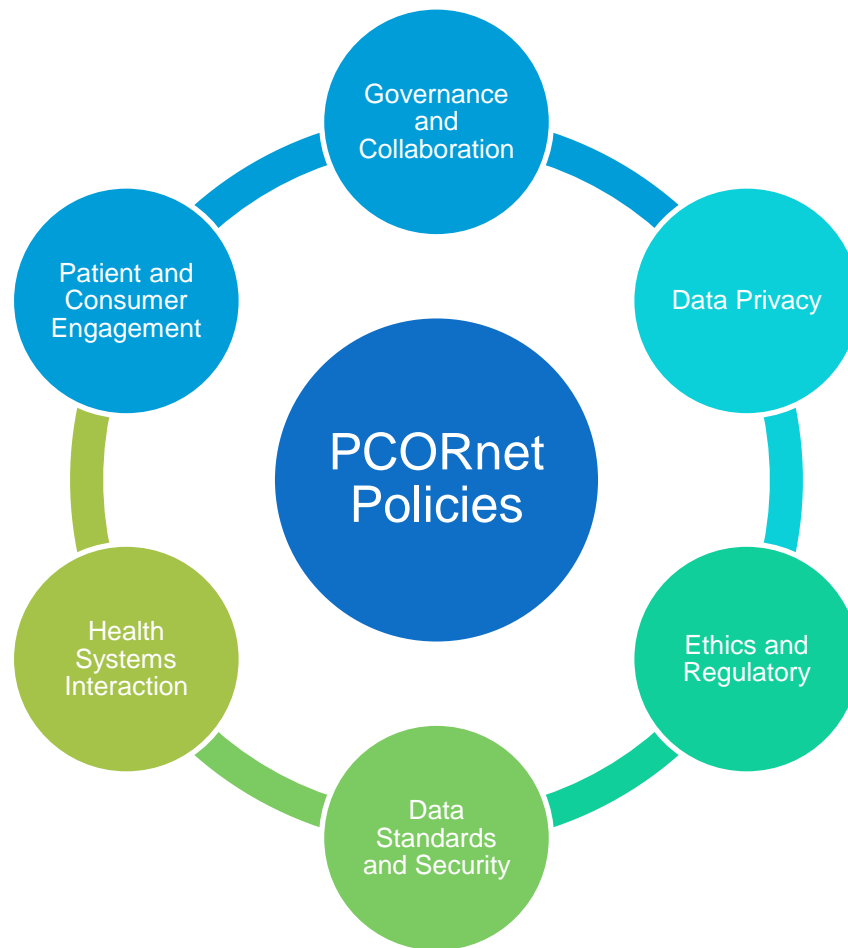 Governance
and
Collaboration
Data Privacy
Ethics and
Regulatory
Data
Standards
and Security
Health
Systems
Interaction
Patient and
Consumer
Engagement
PCORnet
Policies